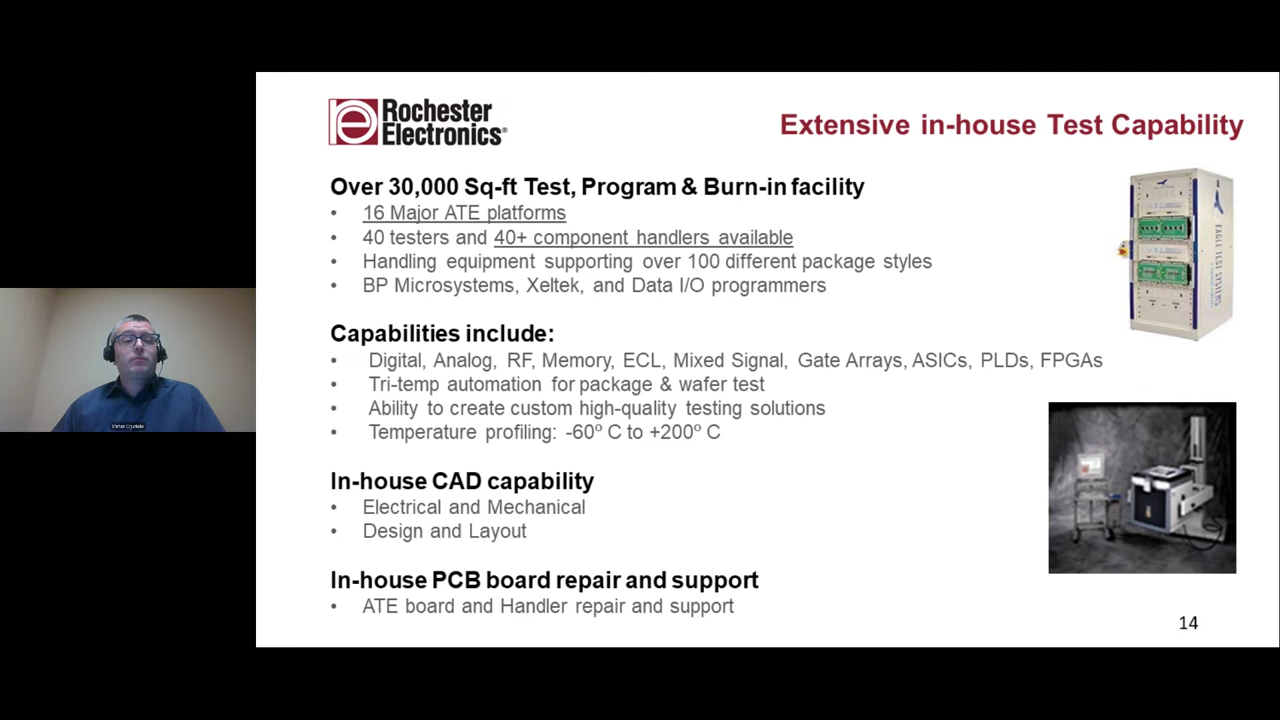 Rochester
Electronics®
Extensive in-house Test Capability
Over 30,000 Sq-ft Test, Program & Burn-in facility
• 16 Major ATE platforms
• 40 testers and 40+ component handlers available
• Handling equipment supporting over 100 different package styles
• BP Microsystems, Xeltek, and Data I/O programmers
EAGLE TEST SYSTEMS
Capabilities include:
• Digital, Analog, RF, Memory, ECL, Mixed Signal, Gate Arrays, ASICs, PLDs, FPGAs
• Tri-temp automation for package & wafer test
• Ability to create custom high-quality testing solutions
• Temperature profiling: -60º C to +200º C
Peter
In-house CAD capability
• Electrical and Mechanical
• Design and Layout
In-house PCB board repair and support
• ATE board and Handler repair and support
14